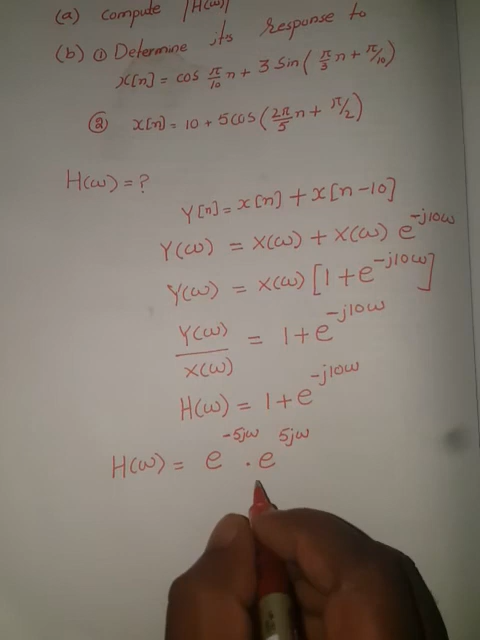 (a) Compute |H(ω)|
(b) ① Determine its response to
x[n] = cos π/10 n + 3 sin(π/3 n + π/10)
② x[n] = 10 + 5cos(2π/5 n + π/2)
H(ω) = ?
Y[n] = x[n] + x[n-10]
Y(ω) = X(ω) + X(ω) e^-j10ω
Y(ω) = X(ω) [1+e^-j10ω]
Y(ω)/X(ω) = 1+e^-j10ω
H(ω) = 1+e^-j10ω
H(ω) = e^-5jω . e^5jω